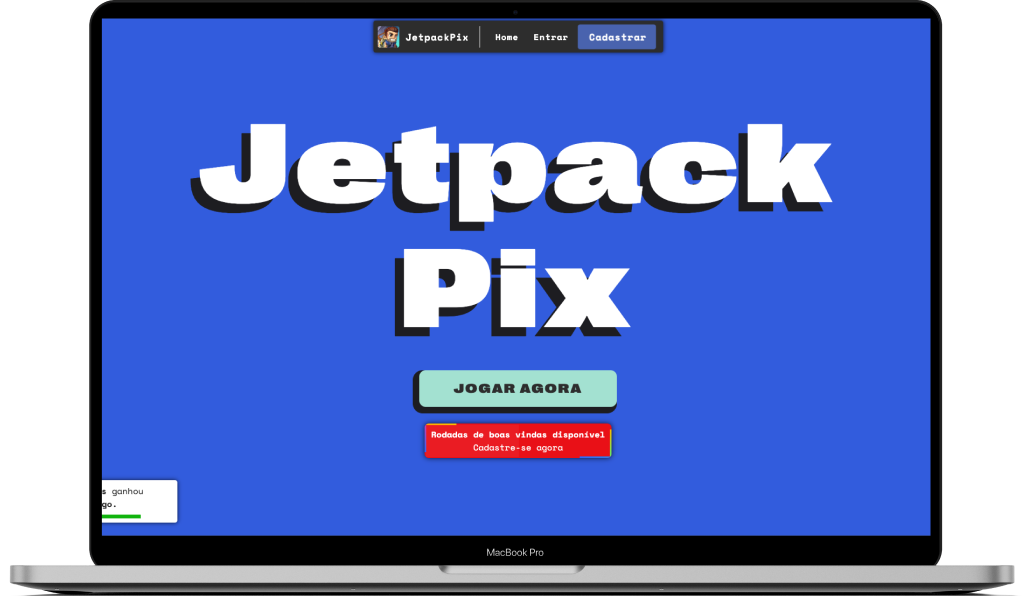 JetpackPix Home Entrar Cadastrar
Jetpack
Pix
JOGAR AGORA
Rodadas de boas vindas disponível
Cadastre-se agora
s ganhou
go.
MacBook Pro